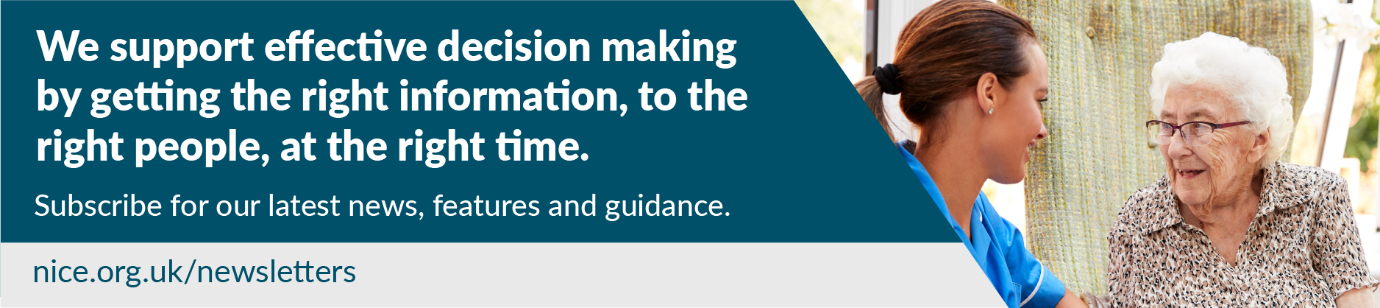 We support effective decision making
by getting the right information, to the
right people, at the right time.
Subscribe for our latest news, features and guidance.
nice.org.uk/newsletters